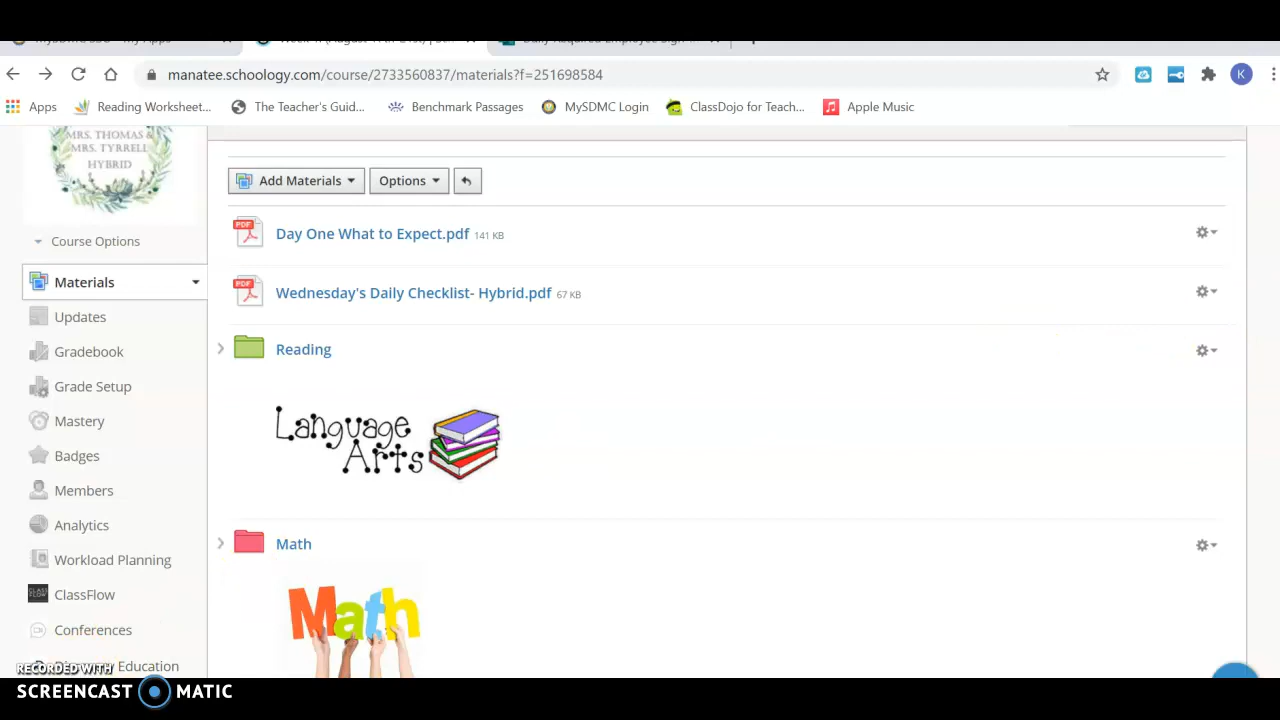 manatee.schoology.com/course/2733560837/materials?f=251698584
K
Apps Reading Worksheet... The Teacher's Guid... Benchmark Passages MySDMC Login ClassDojo for Teach... Apple Music
MRS. THOMAS &
MRS. TYRRELL
HYBRID
Course Options
Materials
Updates
Gradebook
Grade Setup
Mastery
Badges
Members
Analytics
Workload Planning
ClassFlow
Conferences
Education
Add Materials Options
PDF Day One What to Expect.pdf 141 KB
PDF Wednesday's Daily Checklist- Hybrid.pdf 67 KB
Reading
Language
Arts
Math
Math
RECORDED WITH
SCREENCAST MATIC